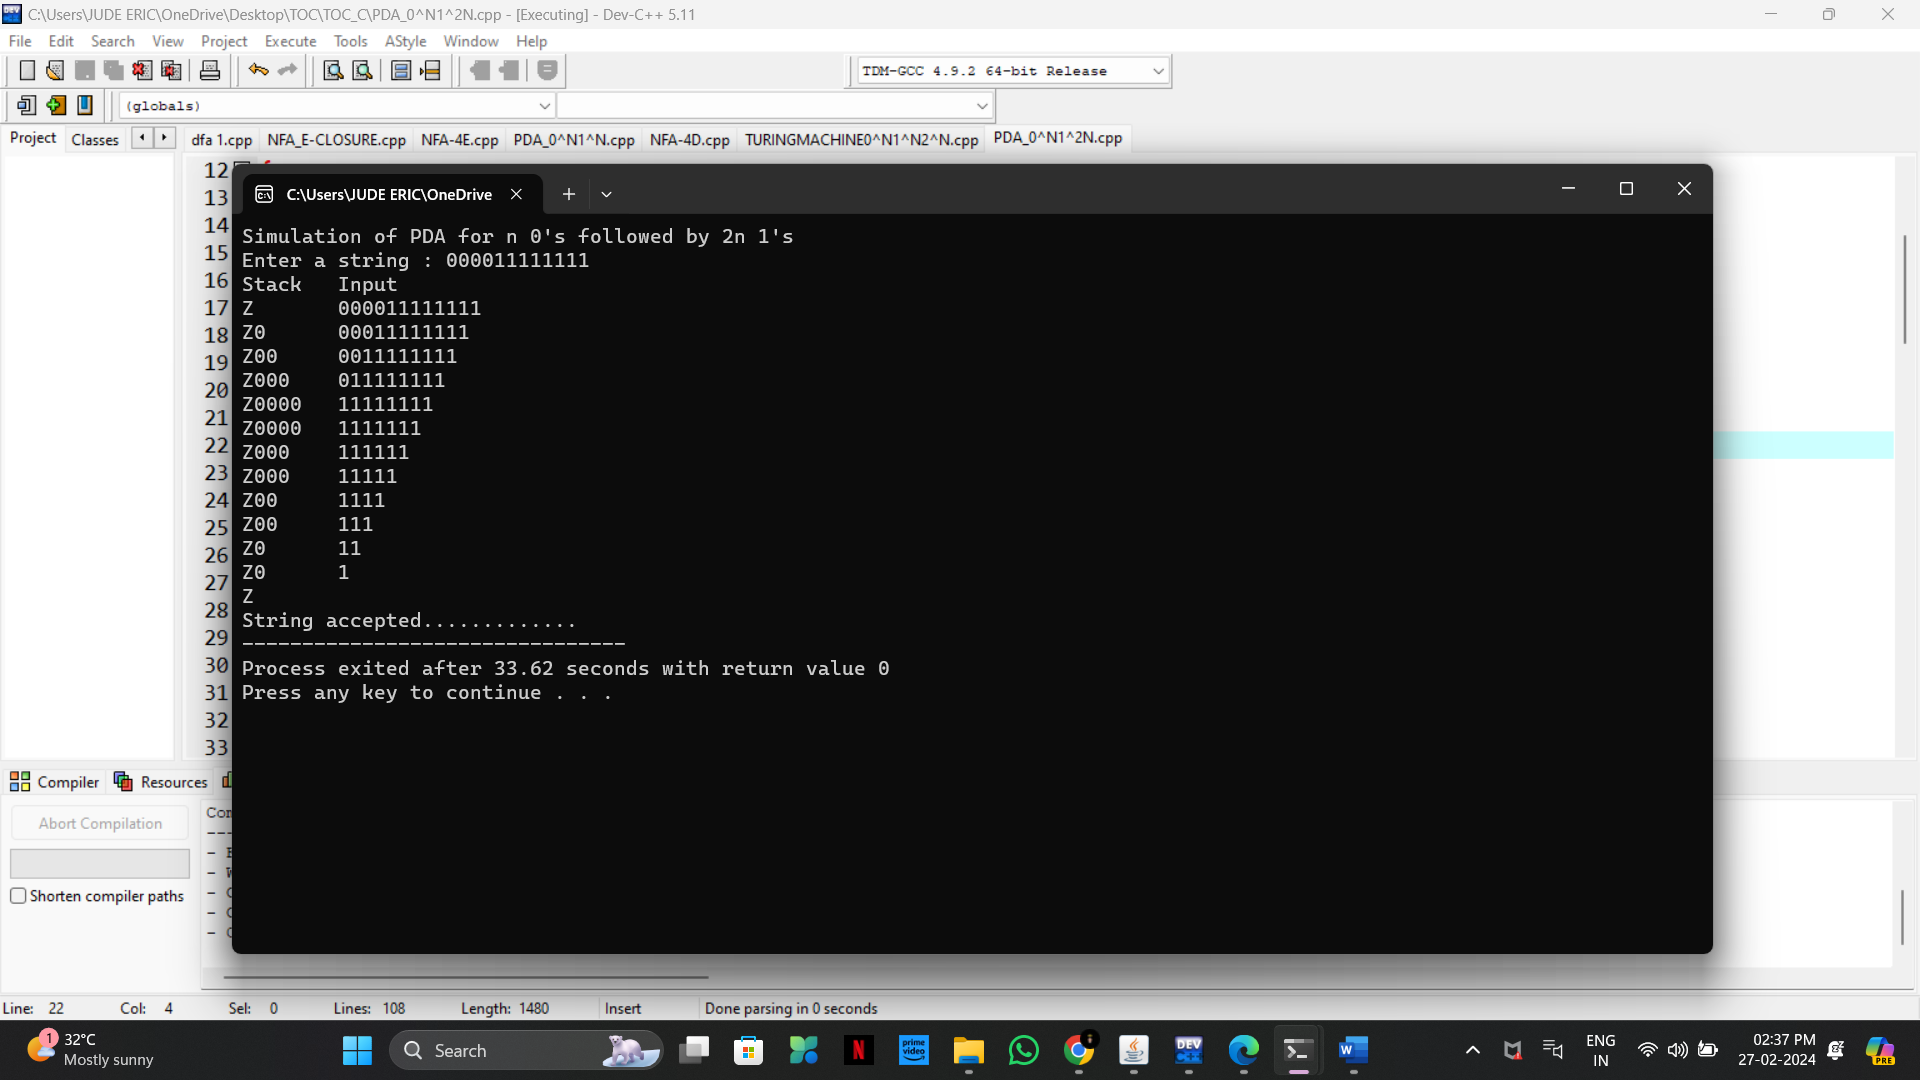 C:\Users\JUDE ERIC\OneDrive\Desktop\TOC\TOC_C\PDA_0^N1^2N.cpp - [Executing] - Dev-C++ 5.11
File Edit Search View Project Execute Tools AStyle Window Help
TDM-GCC 4.9.2 64-bit Release
(globals)
Project Classes dfa 1.cpp NFA_E-CLOSURE.cpp NFA-4E.cpp PDA_0^N1^N.cpp NFA-4D.cpp TURINGMACHINE0^N1^N2^N.cpp PDA_0^N1^2N.cpp
12
13
14
15
16
17
18
19
20
21
22
23
24
25
26
27
28
29
30
31
32
33
C:\Users\JUDE ERIC\OneDrive
Simulation of PDA for n 0's followed by 2n 1's
Enter a string : 000011111111
Stack Input
Z 000011111111
Z0 00011111111
Z00 0011111111
Z000 011111111
Z0000 11111111
Z0000 1111111
Z000 111111
Z000 11111
Z00 1111
Z00 111
Z0 11
Z0 1
Z
String accepted.............
--------------------------------
Process exited after 33.62 seconds with return value 0
Press any key to continue . . .
Compiler Resources
Abort Compilation
Shorten compiler paths
Line: 22 Col: 4 Sel: 0 Lines: 108 Length: 1480 Insert Done parsing in 0 seconds
1
32°C
Mostly sunny
Search
prime video
N
DEV C++
W
ENG
IN
02:37 PM
27-02-2024
PRE